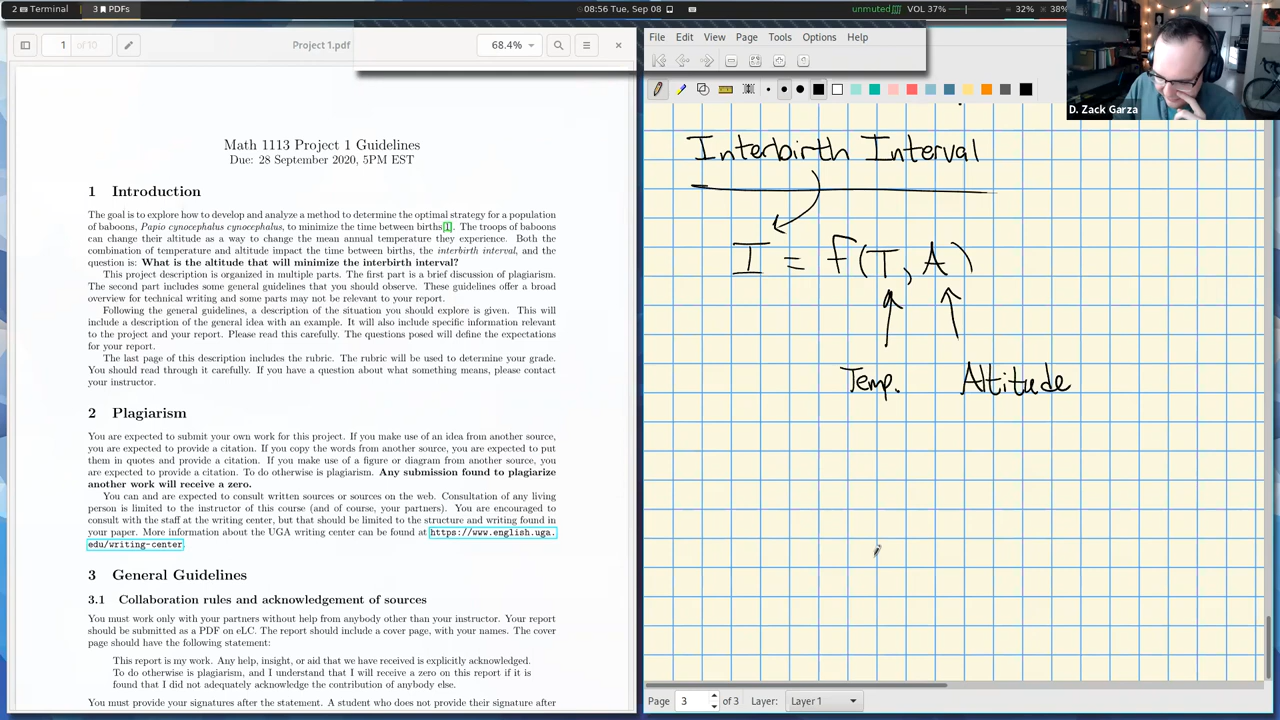 2 Terminal 3 PDFs 08:56 Tue, Sep 08 unmuted VOL 37% 32% 38%
1 of 10 Project 1.pdf 68.4%
Math 1113 Project 1 Guidelines
Due: 28 September 2020, 5PM EST
1 Introduction
The goal is to explore how to develop and analyze a method to determine the optimal strategy for a population
of baboons, Papio cynocephalus cynocephalus, to minimize the time between births[1]. The troops of baboons
can change their altitude as a way to change the mean annual temperature they experience. Both the
combination of temperature and altitude impact the time between births, the interbirth interval, and the
question is: What is the altitude that will minimize the interbirth interval?
This project description is organized in multiple parts. The first part is a brief discussion of plagiarism.
The second part includes some general guidelines that you should observe. These guidelines offer a broad
overview for technical writing and some parts may not be relevant to your report.
Following the general guidelines, a description of the situation you should explore is given. This will
include a description of the general idea with an example. It will also include specific information relevant
to the project and your report. Please read this carefully. The questions posed will define the expectations
for your report.
The last page of this description includes the rubric. The rubric will be used to determine your grade.
You should read through it carefully. If you have a question about what something means, please contact
your instructor.
2 Plagiarism
You are expected to submit your own work for this project. If you make use of an idea from another source,
you are expected to provide a citation. If you copy the words from another source, you are expected to put
them in quotes and provide a citation. If you make use of a figure or diagram from another source, you
are expected to provide a citation. To do otherwise is plagiarism. Any submission found to plagiarize
another work will receive a zero.
You can and are expected to consult written sources or sources on the web. Consultation of any living
person is limited to the instructor of this course (and of course, your partners). You are encouraged to
consult with the staff at the writing center, but that should be limited to the structure and writing found in
your paper. More information about the UGA writing center can be found at https://www.english.uga.
edu/writing-center.
3 General Guidelines
3.1 Collaboration rules and acknowledgement of sources
You must work only with your partners without help from anybody other than your instructor. Your report
should be submitted as a PDF on eLC. The report should include a cover page, with your names. The cover
page should have the following statement:
This report is my work. Any help, insight, or aid that we have received is explicitly acknowledged.
To do otherwise is plagiarism, and I understand that I will receive a zero on this report if it is
found that I did not adequately acknowledge the contribution of anybody else.
You must provide your signatures after the statement. A student who does not provide their signature after
File Edit View Page Tools Options Help
D. Zack Garza
Interbirth Interval
I = f(T, A)
Temp. Altitude
Page 3 of 3 Layer: Layer 1